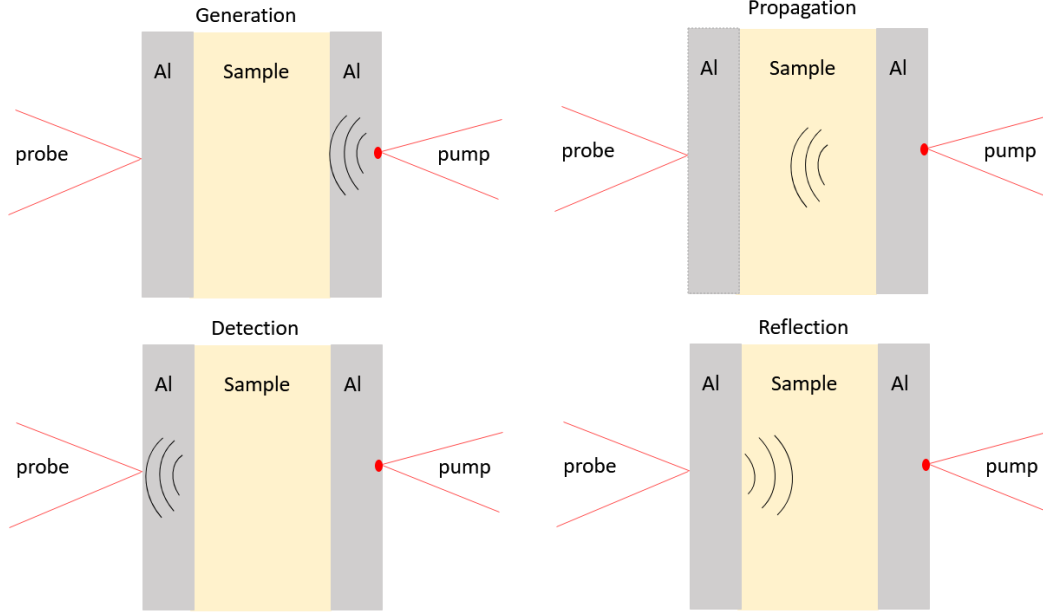 Generation
Al Sample Al
probe pump
Propagation
Al Sample Al
probe pump
Detection
Al Sample Al
probe pump
Reflection
Al Sample Al
probe pump